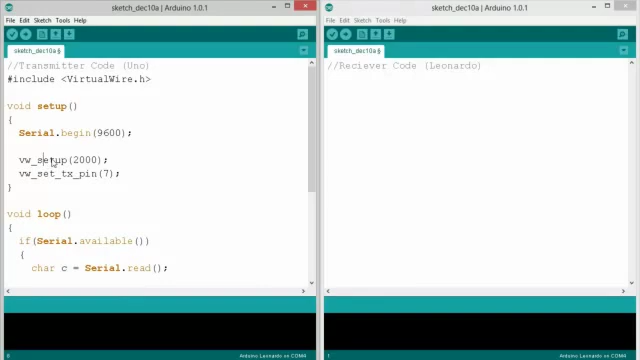 sketch_dec10a | Arduino 1.0.1
File Edit Sketch Tools Help
sketch_dec10a §
//Transmitter Code (Uno)
#include <VirtualWire.h>
void setup()
{
Serial.begin(9600);
vw_setup(2000);
vw_set_tx_pin(7);
}
void loop()
{
if(Serial.available())
{
char c = Serial.read();
8
Arduino Leonardo on COM4
sketch_dec10a | Arduino 1.0.1
File Edit Sketch Tools Help
sketch_dec10a §
//Reciever Code (Leonardo)
1
Arduino Leonardo on COM4